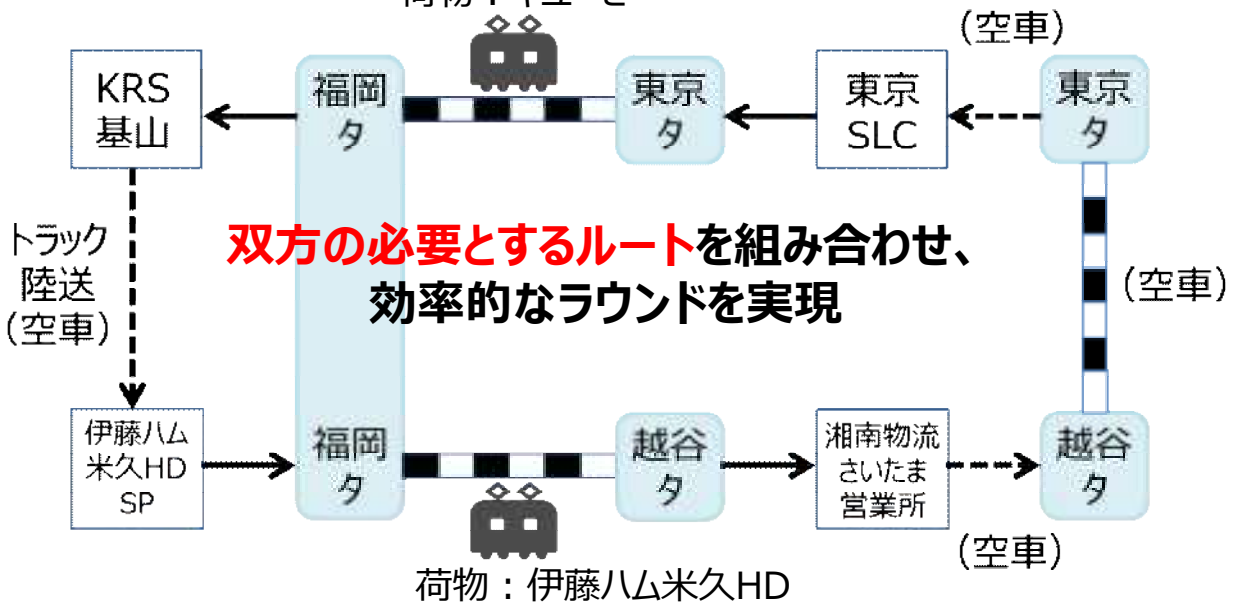 (空車)
KRS
基山
福岡
タ
東京
タ
東京
SLC
東京
タ
トラック
陸送
(空車)
双方の必要とするルートを組み合わせ、
効率的なラウンドを実現
(空車)
伊藤ハム
米久HD
SP
福岡
タ
越谷
タ
湘南物流
さいたま
営業所
越谷
タ
(空車)
荷物：伊藤ハム米久HD